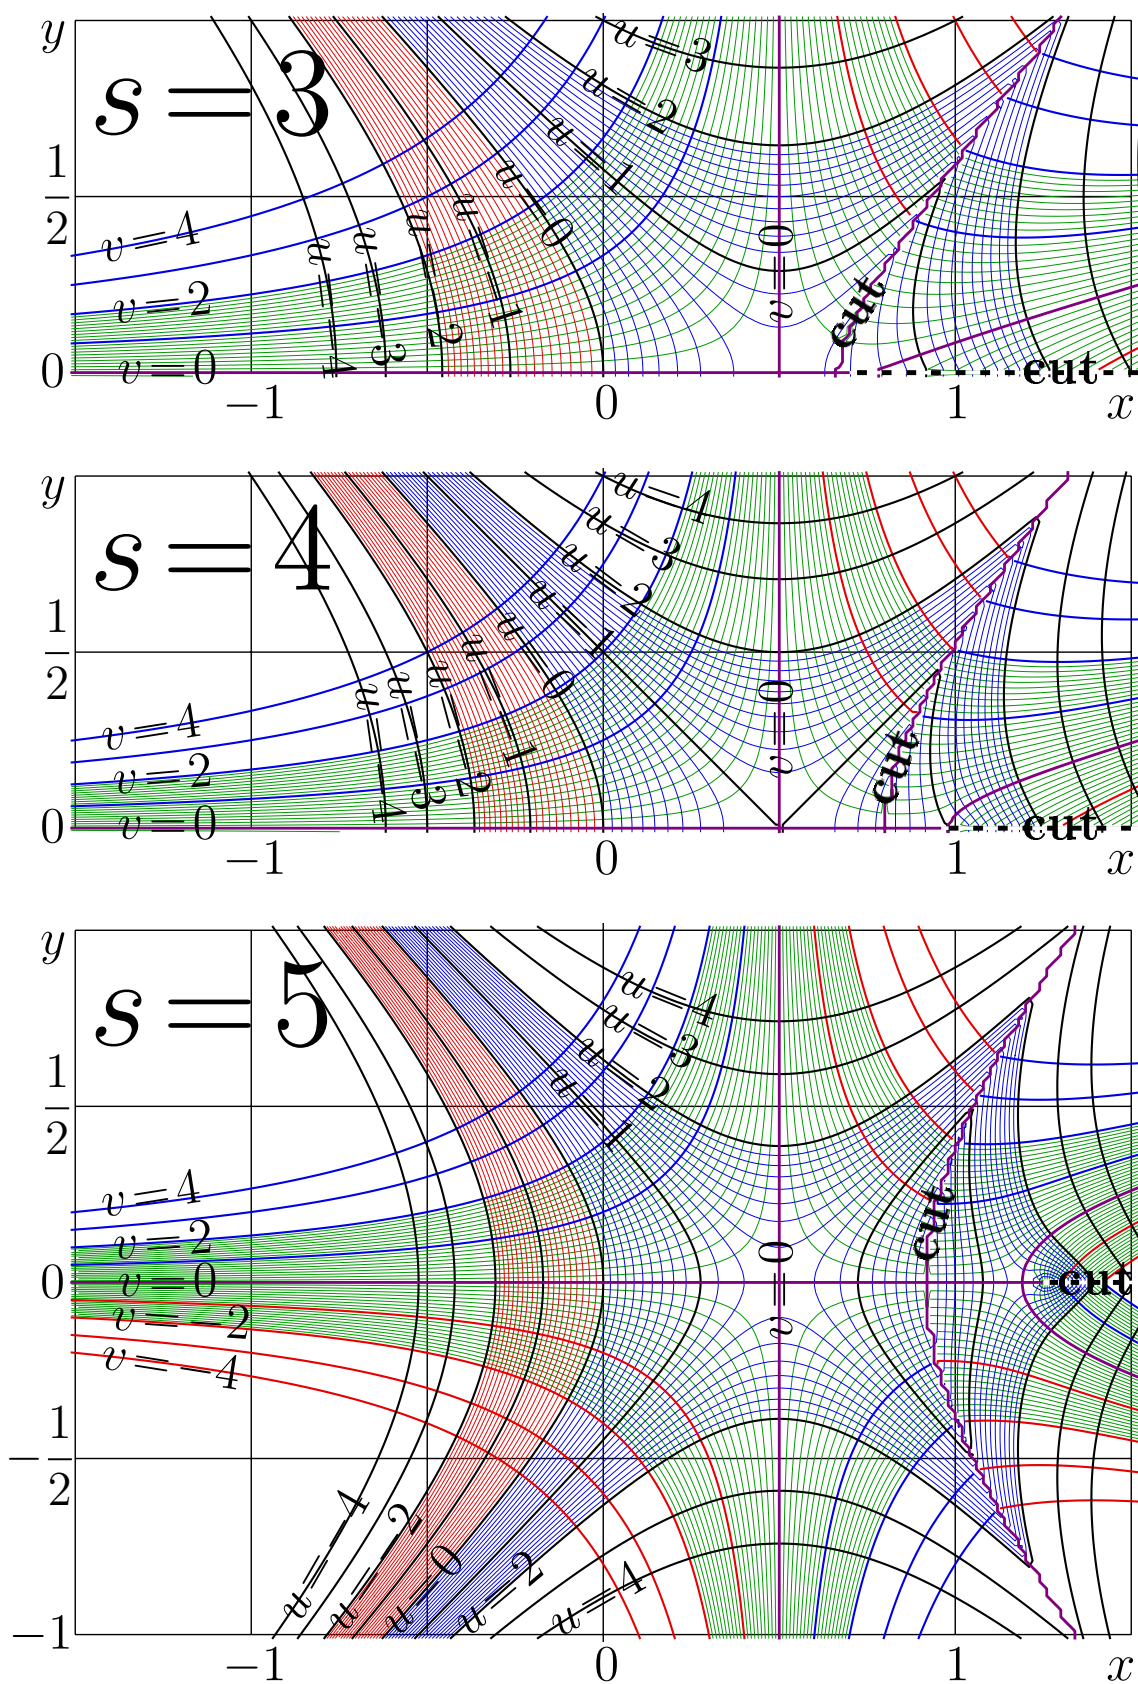 y
s = 3
u=3
u=2
u=1
u=0
u=-1
u=-2
u=-3
u=-4
1/2
v=4
v=2
v=0
v=0
cut
cut
0
−1
0
1
x
y
s = 4
u=4
u=3
u=2
u=1
u=0
u=-1
u=-2
u=-3
u=-4
1/2
v=4
v=2
v=0
v=0
cut
cut
0
−1
0
1
x
y
s = 5
u=4
u=3
u=2
u=1
1/2
v=4
v=2
v=0
v=−2
v=−4
v=0
cut
cut
0
−1/2
u=−4
u=−2
u=0
u=2
u=4
−1
−1
0
1
x